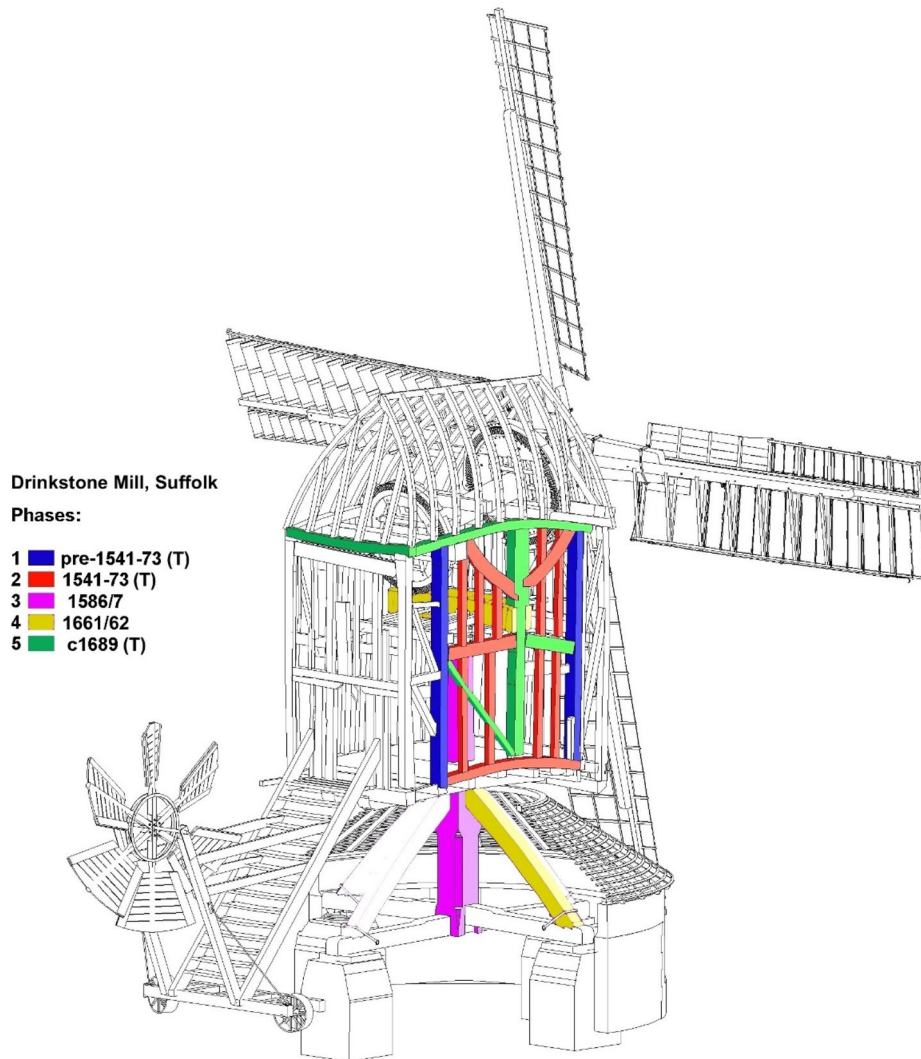 Drinkstone Mill, Suffolk
Phases:
1 pre-1541-73 (T)
2 1541-73 (T)
3 1586/7
4 1661/62
5 c1689 (T)